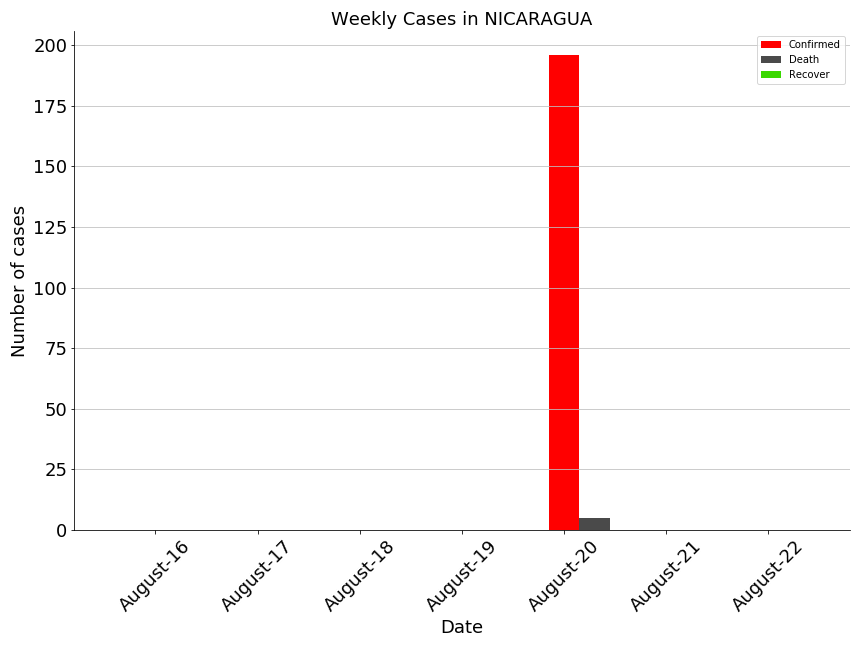 Weekly Cases in NICARAGUA
Confirmed
Death
Recover
Number of cases
200
175
150
125
100
75
50
25
0
August-16
August-17
August-18
August-19
August-20
August-21
August-22
Date